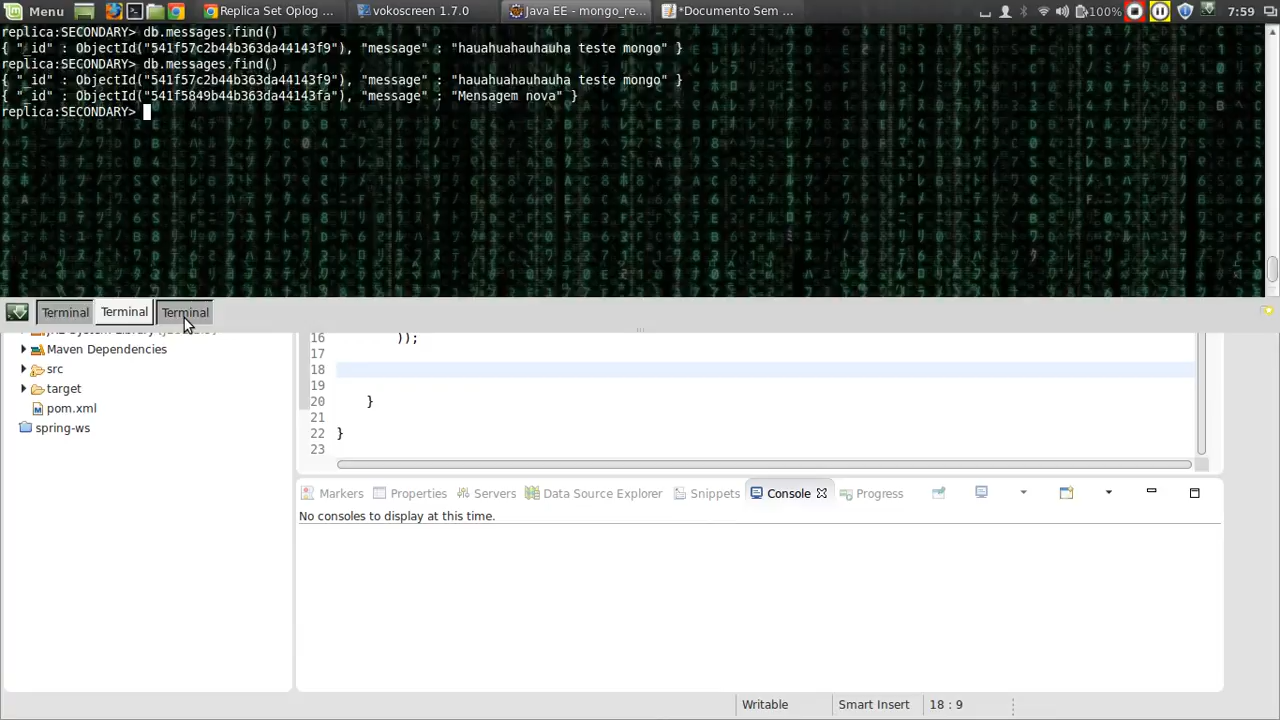 Menu
Replica Set Oplog ...
vokoscreen 1.7.0
Java EE - mongo_re...
*Documento Sem ...
100%
7:59
replica:SECONDARY> db.messages.find()
{ "_id" : ObjectId("541f57c2b44b363da44143f9"), "message" : "hauahuahauhauha teste mongo" }
replica:SECONDARY> db.messages.find()
{ "_id" : ObjectId("541f57c2b44b363da44143f9"), "message" : "hauahuahauhauha teste mongo" }
{ "_id" : ObjectId("541f5849b44b363da44143fa"), "message" : "Mensagem nova" }
replica:SECONDARY>
Terminal
Terminal
Terminal
Maven Dependencies
src
target
pom.xml
spring-ws
16 ));
17
18
19
20 }
21
22 }
23
Markers
Properties
Servers
Data Source Explorer
Snippets
Console
Progress
No consoles to display at this time.
Writable
Smart Insert
18 : 9